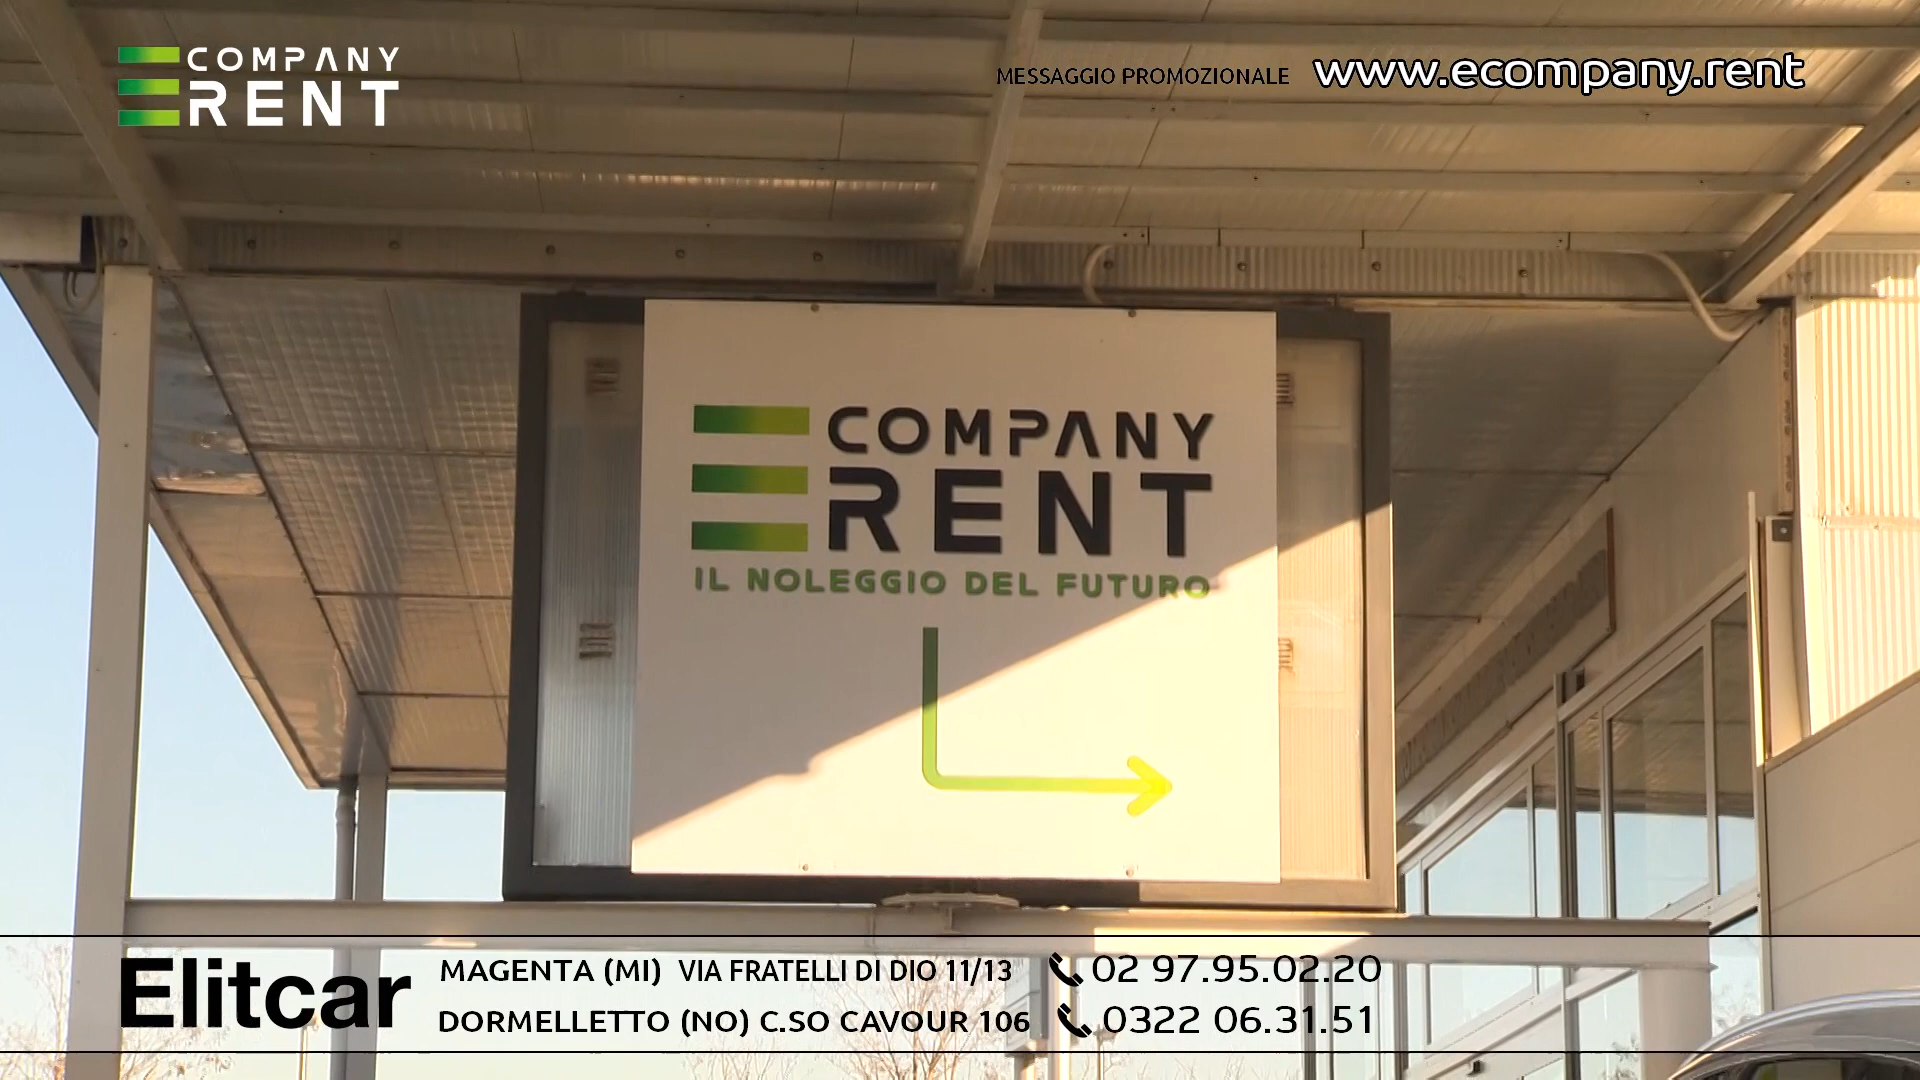 COMPANY
RENT
MESSAGGIO PROMOZIONALE www.ecompany.rent
COMPANY
RENT
IL NOLEGGIO DEL FUTURO
Elitcar
MAGENTA (MI) VIA FRATELLI DI DIO 11/13 02 97.95.02.20
DORMELLETTO (NO) C.SO CAVOUR 106 0322 06.31.51